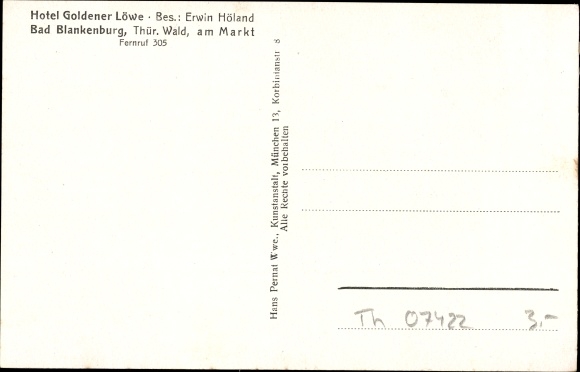 Hotel Goldener Löwe · Bes.: Erwin Höland
Bad Blankenburg, Thür. Wald, am Markt
Fernruf 305
Hans Pernat Wwe., Kunstanstalt, München 13, Korbinianstr 8
Alle Rechte vorbehalten
Th 07422 3,-